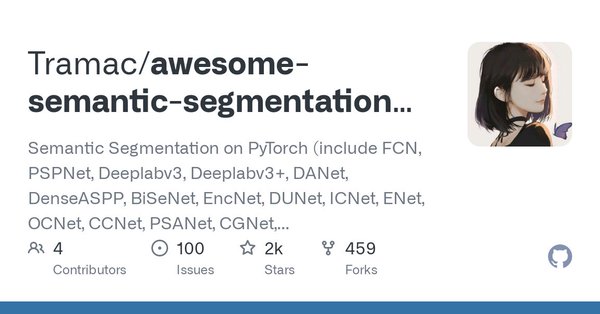 Tramac/awesome-
semantic-segmentation...
Semantic Segmentation on PyTorch (include FCN,
PSPNet, Deeplabv3, Deeplabv3+, DANet,
DenseASPP, BiSeNet, EncNet, DUNet, ICNet, ENet,
OCNet, CCNet, PSANet, CGNet,...
4 100 2k 459
Contributors Issues Stars Forks